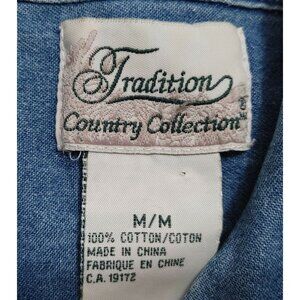 Tradition
Country Collection
M/M
100% COTTON/COTON
MADE IN CHINA
FABRIQUE EN CHINE
C.A. 19172